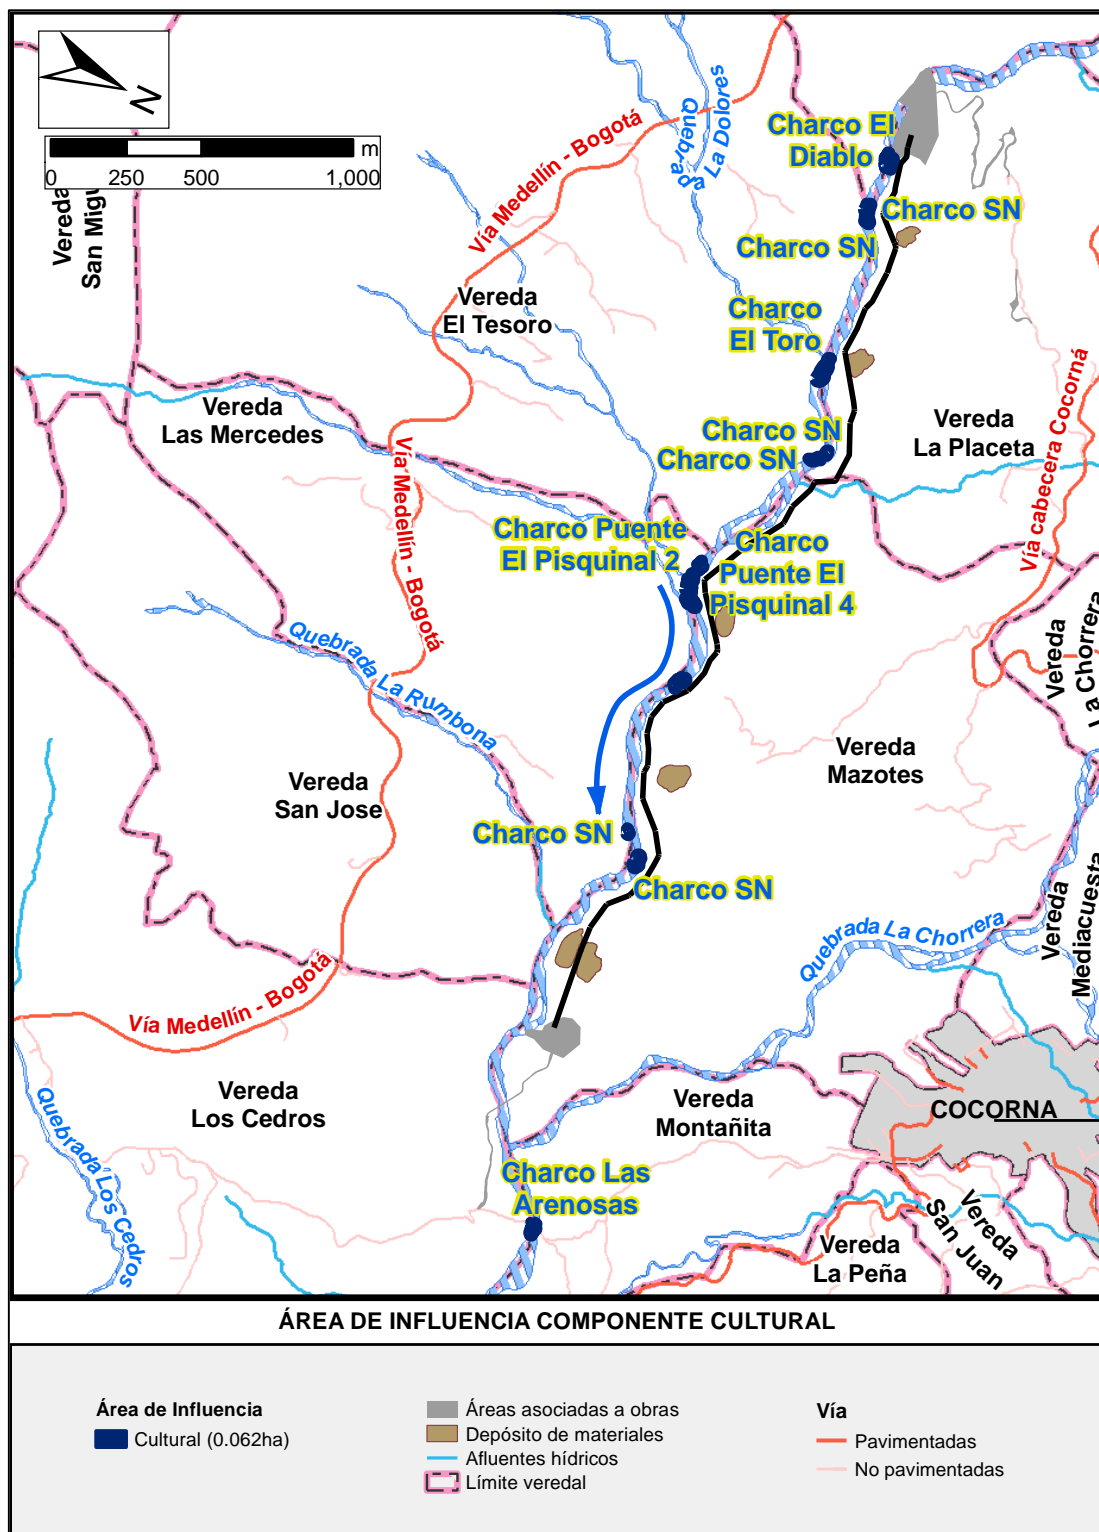 N
m
0 250 500 1,000
Vereda
San Migu
Vía Medellín - Bogotá
Quebrada
La Dolores
Charco El
Diablo
Charco SN
Charco SN
Vereda
El Tesoro
Charco
El Toro
Vereda
Las Mercedes
Charco SN
Charco SN
Vereda
La Placeta
Vía cabecera Cocorná
Vía Medellín - Bogotá
Charco Puente
El Pisquinal 2
Charco
Puente El
Pisquinal 4
Quebrada La Rumbona
Vereda
La Chorrera
Vereda
Mazotes
Vereda
San Jose
Charco SN
Charco SN
Vereda
Mediacuesta
Quebrada La Chorrera
Vía Medellín - Bogotá
Quebrada Los Cedros
Vereda
Los Cedros
Vereda
Montañita
COCORNA
Charco Las
Arenosas
Vereda
San Juan
Vereda
La Peña
ÁREA DE INFLUENCIA COMPONENTE CULTURAL
Área de Influencia
Cultural (0.062ha)
Áreas asociadas a obras
Depósito de materiales
Afluentes hídricos
Límite veredal
Vía
Pavimentadas
No pavimentadas